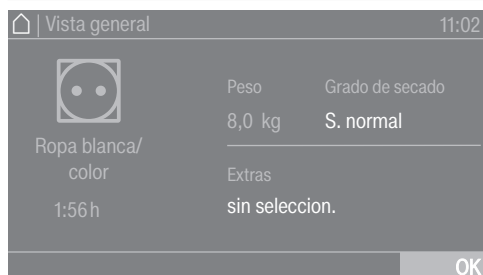 | Vista general 11:02
Peso Grado de secado
8,0 kg S. normal
Ropa blanca/
color
1:56 h
Extras
sin seleccion.
OK